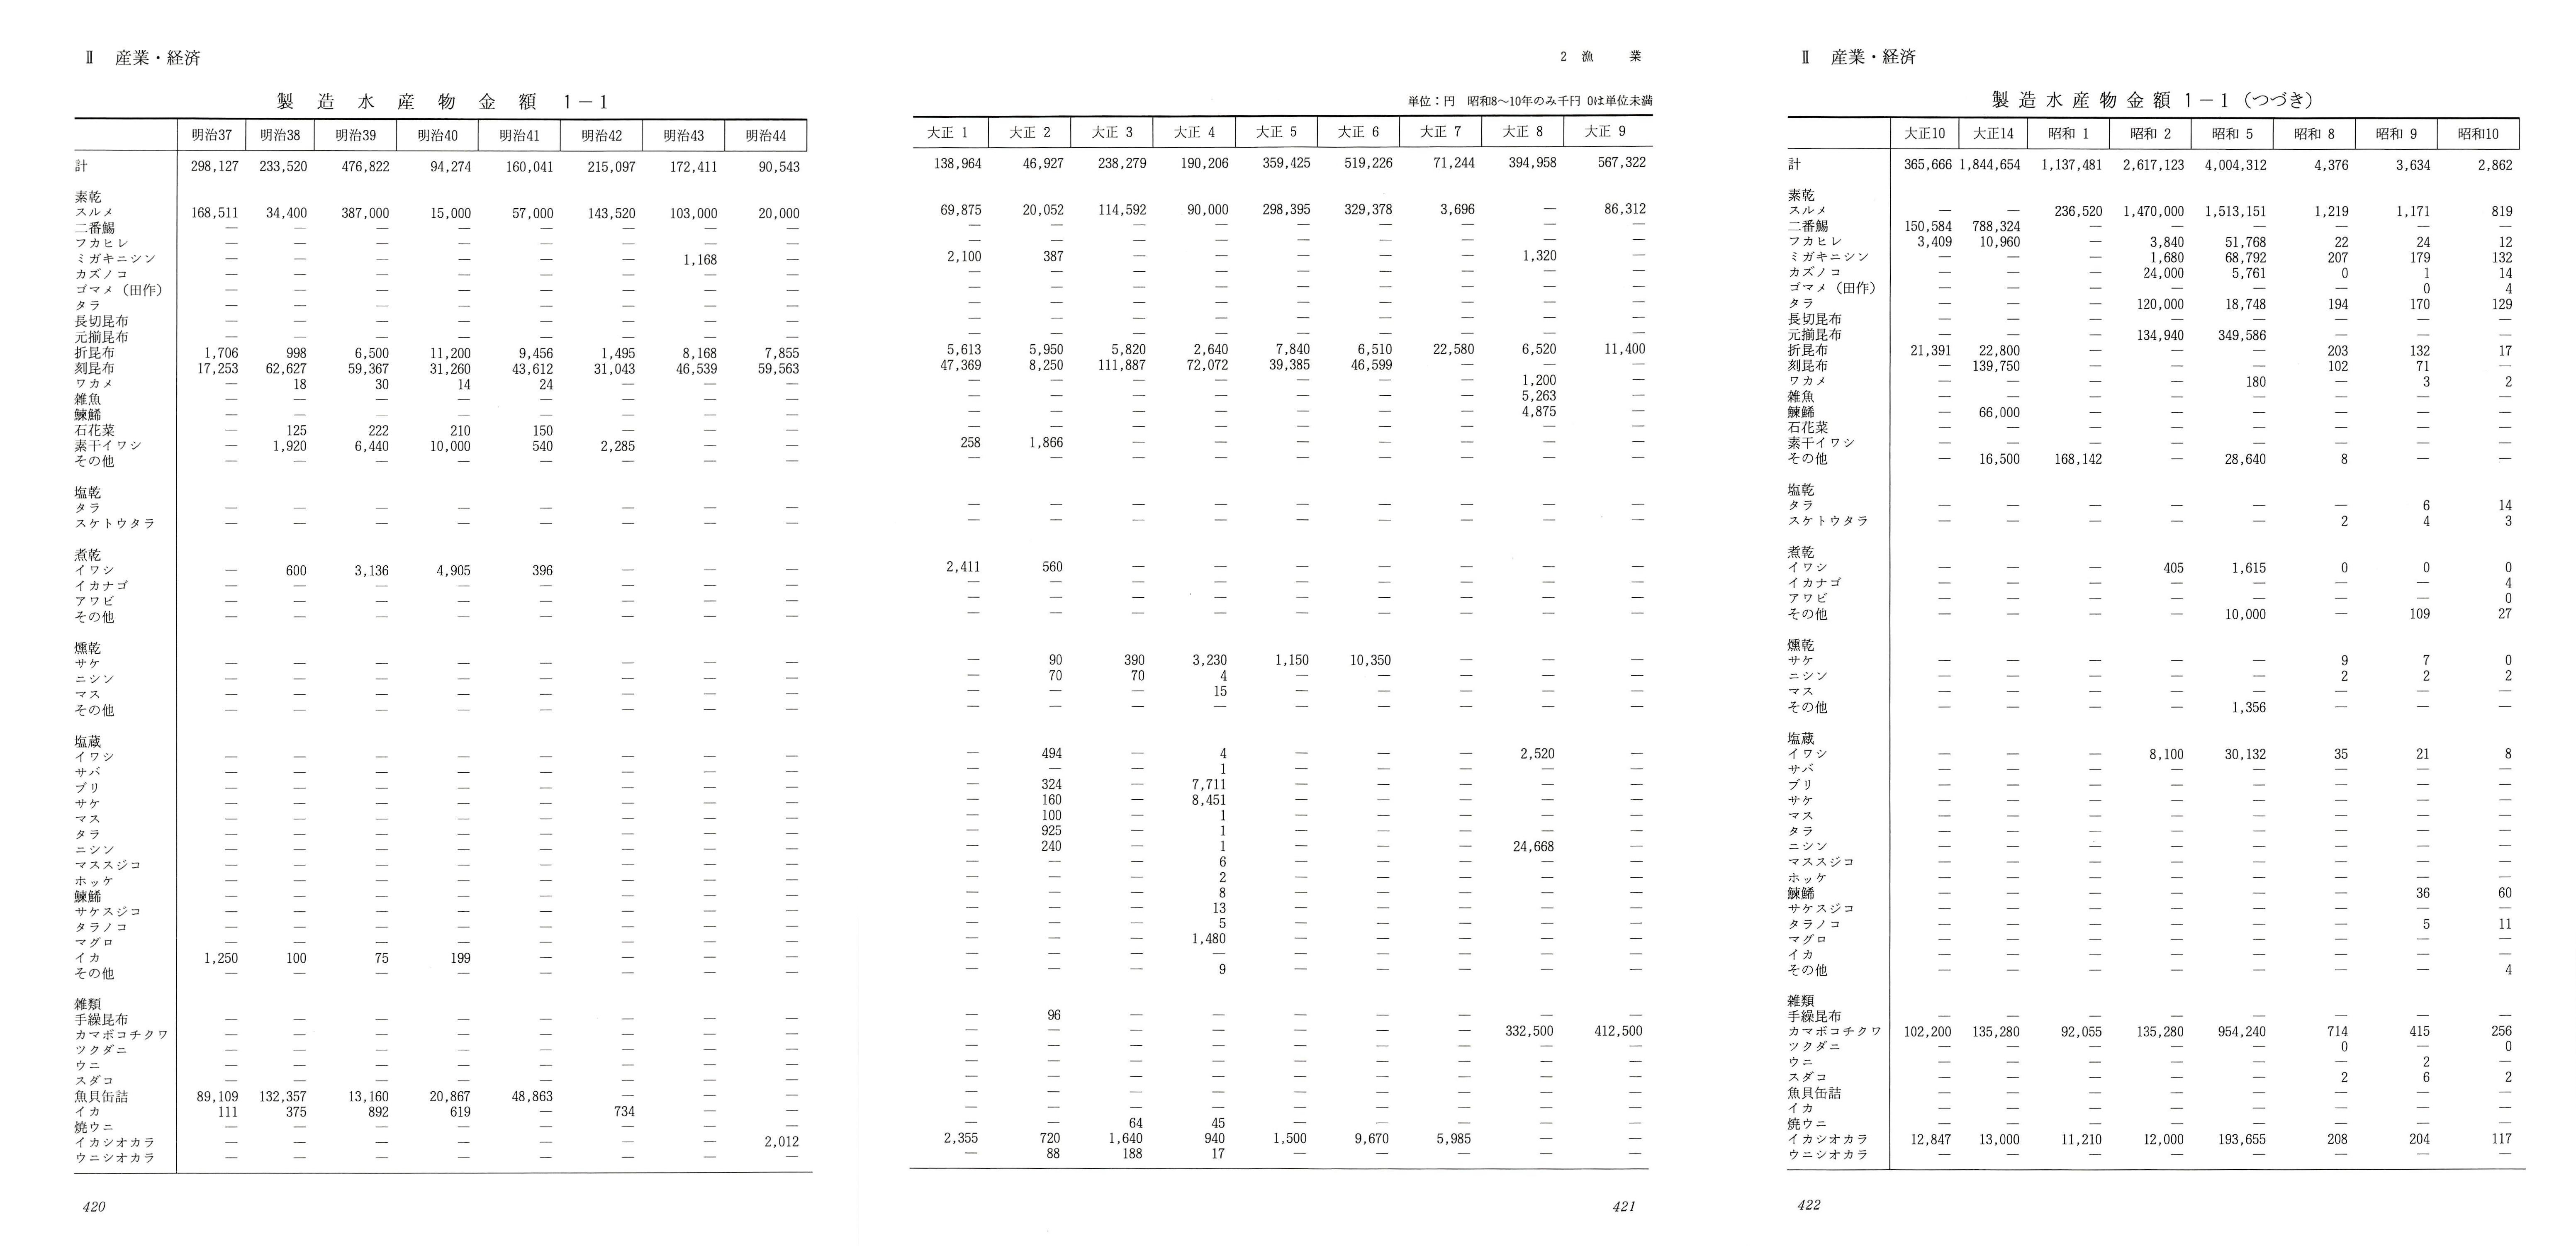 Ⅱ 産業・経済
製造水産物金額 1－1
明治37 明治38 明治39 明治40 明治41 明治42 明治43 明治44
計 298,127 233,520 476,822 94,274 160,041 215,097 172,411 90,543
素乾
スルメ 168,511 34,400 387,000 15,000 57,000 143,520 103,000 20,000
二番鯣 — — — — — — — —
フカヒレ — — — — — — — —
ミガキニシン — — — — — — 1,168 —
カズノコ — — — — — — — —
ゴマメ（田作） — — — — — — — —
タラ — — — — — — — —
長切昆布 — — — — — — — —
元揃昆布 — — — — — — — —
折昆布 1,706 998 6,500 11,200 9,456 1,495 8,168 7,855
刻昆布 17,253 62,627 59,367 31,260 43,612 31,043 46,539 59,563
ワカメ — 18 30 14 24 — — —
雑魚 — — — — — — — —
鰊鯑 — — — — — — — —
石花菜 — 125 222 210 150 — — —
素干イワシ — 1,920 6,440 10,000 540 2,285 — —
その他 — — — — — — — —
塩乾
タラ — — — — — — — —
スケトウタラ — — — — — — — —
煮乾
イワシ — 600 3,136 4,905 396 — — —
イカナゴ — — — — — — — —
アワビ — — — — — — — —
その他 — — — — — — — —
燻乾
サケ — — — — — — — —
ニシン — — — — — — — —
マス — — — — — — — —
その他 — — — — — — — —
塩蔵
イワシ — — — — — — — —
サバ — — — — — — — —
ブリ — — — — — — — —
サケ — — — — — — — —
マス — — — — — — — —
タラ — — — — — — — —
ニシン — — — — — — — —
マススジコ — — — — — — — —
ホッケ — — — — — — — —
鰊鯑 — — — — — — — —
サケスジコ — — — — — — — —
タラノコ — — — — — — — —
マグロ — — — — — — — —
イカ 1,250 100 75 199 — — — —
その他 — — — — — — — —
雑類
手繰昆布 — — — — — — — —
カマボコチクワ — — — — — — — —
ツクダニ — — — — — — — —
ウニ — — — — — — — —
スダコ — — — — — — — —
魚貝缶詰 89,109 132,357 13,160 20,867 48,863 — — —
イカ 111 375 892 619 — 734 — —
焼ウニ — — — — — — — —
イカシオカラ — — — — — — — 2,012
ウニシオカラ — — — — — — — —
420
2 漁 業
単位：円 昭和8～10年のみ千円 0は単位未満
大正 1 大正 2 大正 3 大正 4 大正 5 大正 6 大正 7 大正 8 大正 9
138,964 46,927 238,279 190,206 359,425 519,226 71,244 394,958 567,322
69,875 20,052 114,592 90,000 298,395 329,378 3,696 — 86,312
— — — — — — — — —
— — — — — — — — —
2,100 387 — — — — — 1,320 —
— — — — — — — — —
— — — — — — — — —
— — — — — — — — —
— — — — — — — — —
— — — — — — — — —
5,613 5,950 5,820 2,640 7,840 6,510 22,580 6,520 11,400
47,369 8,250 111,887 72,072 39,385 46,599 — — —
— — — — — — — 1,200 —
— — — — — — — 5,263 —
— — — — — — — 4,875 —
— — — — — — — — —
258 1,866 — — — — — — —
— — — — — — — — —
— — — — — — — — —
— — — — — — — — —
2,411 560 — — — — — — —
— — — — — — — — —
— — — — — — — — —
— — — — — — — — —
— 90 390 3,230 1,150 10,350 — — —
— 70 70 4 — — — — —
— — — 15 — — — — —
— — — — — — — — —
— 494 — 4 — — — 2,520 —
— — — 1 — — — — —
— 324 — 7,711 — — — — —
— 160 — 8,451 — — — — —
— 100 — 1 — — — — —
— 925 — 1 — — — — —
— 240 — 1 — — — 24,668 —
— — — 6 — — — — —
— — — 2 — — — — —
— — — 8 — — — — —
— — — 13 — — — — —
— — — 5 — — — — —
— — — 1,480 — — — — —
— — — — — — — — —
— — — 9 — — — — —
— 96 — — — — — — —
— — — — — — — 332,500 412,500
— — — — — — — — —
— — — — — — — — —
— — — — — — — — —
— — — — — — — — —
— — — — — — — — —
— — 64 45 — — — — —
2,355 720 1,640 940 1,500 9,670 5,985 — —
— 88 188 17 — — — — —
421
Ⅱ 産業・経済
製造水産物金額 1－1（つづき）
大正10 大正14 昭和 1 昭和 2 昭和 5 昭和 8 昭和 9 昭和10
計 365,666 1,844,654 1,137,481 2,617,123 4,004,312 4,376 3,634 2,862
素乾
スルメ — — 236,520 1,470,000 1,513,151 1,219 1,171 819
二番鯣 150,584 788,324 — — — — — —
フカヒレ 3,409 10,960 — 3,840 51,768 22 24 12
ミガキニシン — — — 1,680 68,792 207 179 132
カズノコ — — — 24,000 5,761 0 1 14
ゴマメ（田作） — — — — — — 0 4
タラ — — — 120,000 18,748 194 170 129
長切昆布 — — — — — — — —
元揃昆布 — — — 134,940 349,586 — — —
折昆布 21,391 22,800 — — — 203 132 17
刻昆布 — 139,750 — — — 102 71 —
ワカメ — — — — 180 — 3 2
雑魚 — — — — — — — —
鰊鯑 — 66,000 — — — — — —
石花菜 — — — — — — — —
素干イワシ — — — — — — — —
その他 — 16,500 168,142 — 28,640 8 — —
塩乾
タラ — — — — — — 6 14
スケトウタラ — — — — — 2 4 3
煮乾
イワシ — — — 405 1,615 0 0 0
イカナゴ — — — — — — — 4
アワビ — — — — — — — 0
その他 — — — — 10,000 — 109 27
燻乾
サケ — — — — — 9 7 0
ニシン — — — — — 2 2 2
マス — — — — — — — —
その他 — — — — 1,356 — — —
塩蔵
イワシ — — — 8,100 30,132 35 21 8
サバ — — — — — — — —
ブリ — — — — — — — —
サケ — — — — — — — —
マス — — — — — — — —
タラ — — — — — — — —
ニシン — — — — — — — —
マススジコ — — — — — — — —
ホッケ — — — — — — — —
鰊鯑 — — — — — — 36 60
サケスジコ — — — — — — — —
タラノコ — — — — — — 5 11
マグロ — — — — — — — —
イカ — — — — — — — —
その他 — — — — — — — 4
雑類
手繰昆布 — — — — — — — —
カマボコチクワ 102,200 135,280 92,055 135,280 954,240 714 415 256
ツクダニ — — — — — 0 — 0
ウニ — — — — — — 2 —
スダコ — — — — — 2 6 2
魚貝缶詰 — — — — — — — —
イカ — — — — — — — —
焼ウニ — — — — — — — —
イカシオカラ 12,847 13,000 11,210 12,000 193,655 208 204 117
ウニシオカラ — — — — — — — —
422